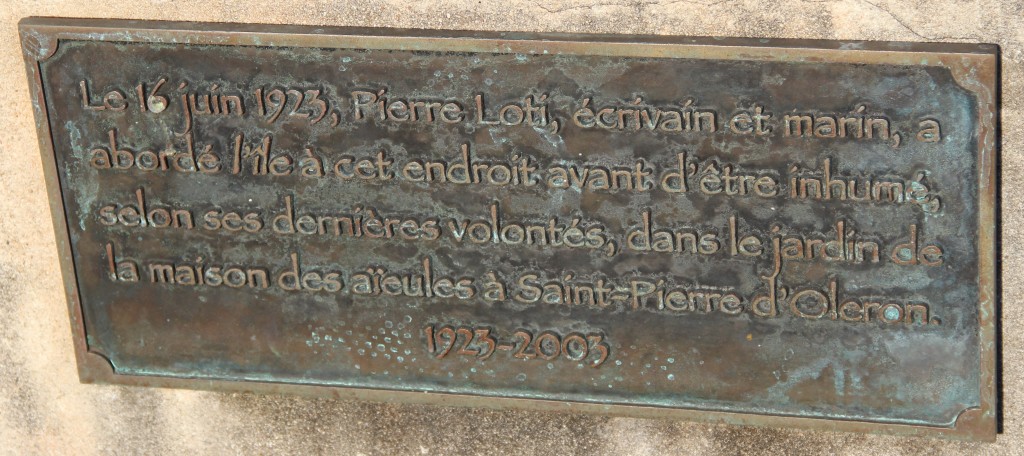 Le 16 juin 1923, Pierre Loti, écrivain et marin, a
abordé l'île à cet endroit avant d'être inhumé,
selon ses dernières volontés, dans le jardin de
la maison des aïeules à Saint-Pierre d'Oleron.
1923-2003